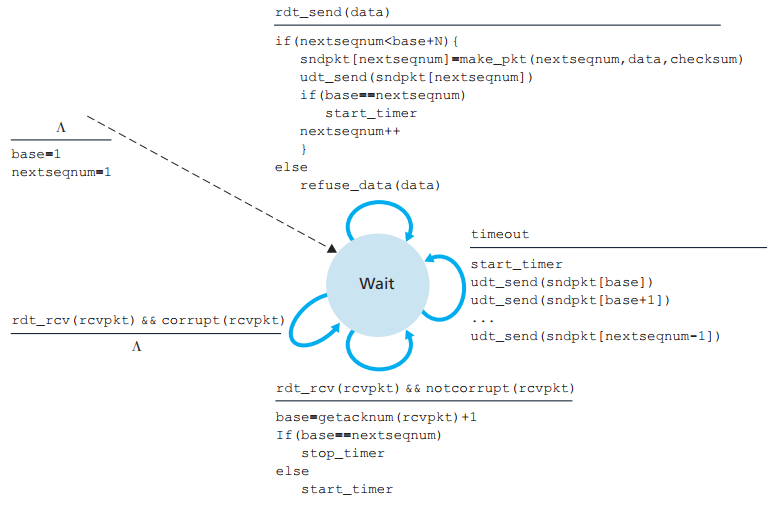 rdt_send(data)
if(nextseqnum<base+N){
sndpkt[nextseqnum]=make_pkt(nextseqnum,data,checksum)
udt_send(sndpkt[nextseqnum])
if(base==nextseqnum)
start_timer
nextseqnum++
}
else
refuse_data(data)
Λ
base=1
nextseqnum=1
Wait
timeout
start_timer
udt_send(sndpkt[base])
udt_send(sndpkt[base+1])
...
udt_send(sndpkt[nextseqnum-1])
rdt_rcv(rcvpkt) && corrupt(rcvpkt)
Λ
rdt_rcv(rcvpkt) && notcorrupt(rcvpkt)
base=getacknum(rcvpkt)+1
If(base==nextseqnum)
stop_timer
else
start_timer